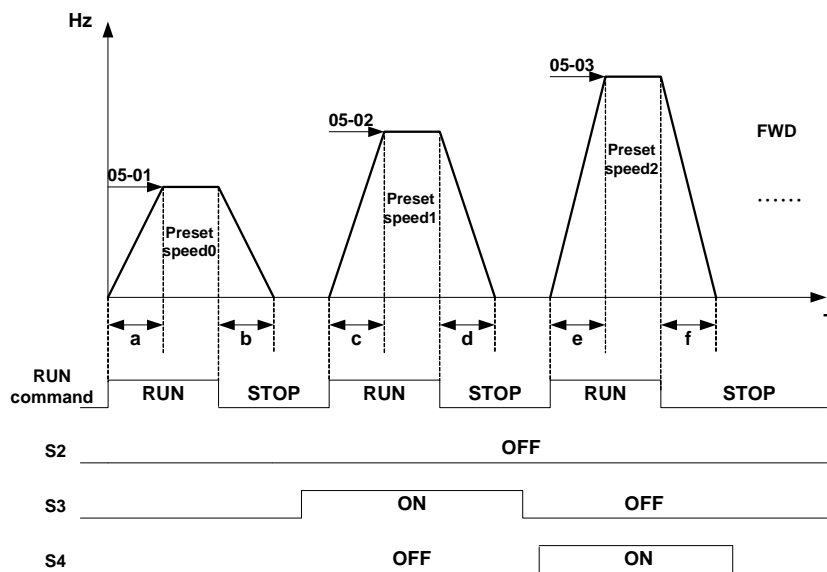 Hz
05-03
05-02
FWD
Preset
speed2
05-01
Preset
speed1
Preset
speed0
......
a
b
c
d
e
f
RUN
command
RUN
STOP
RUN
STOP
RUN
STOP
S2
OFF
S3
ON
OFF
S4
OFF
ON